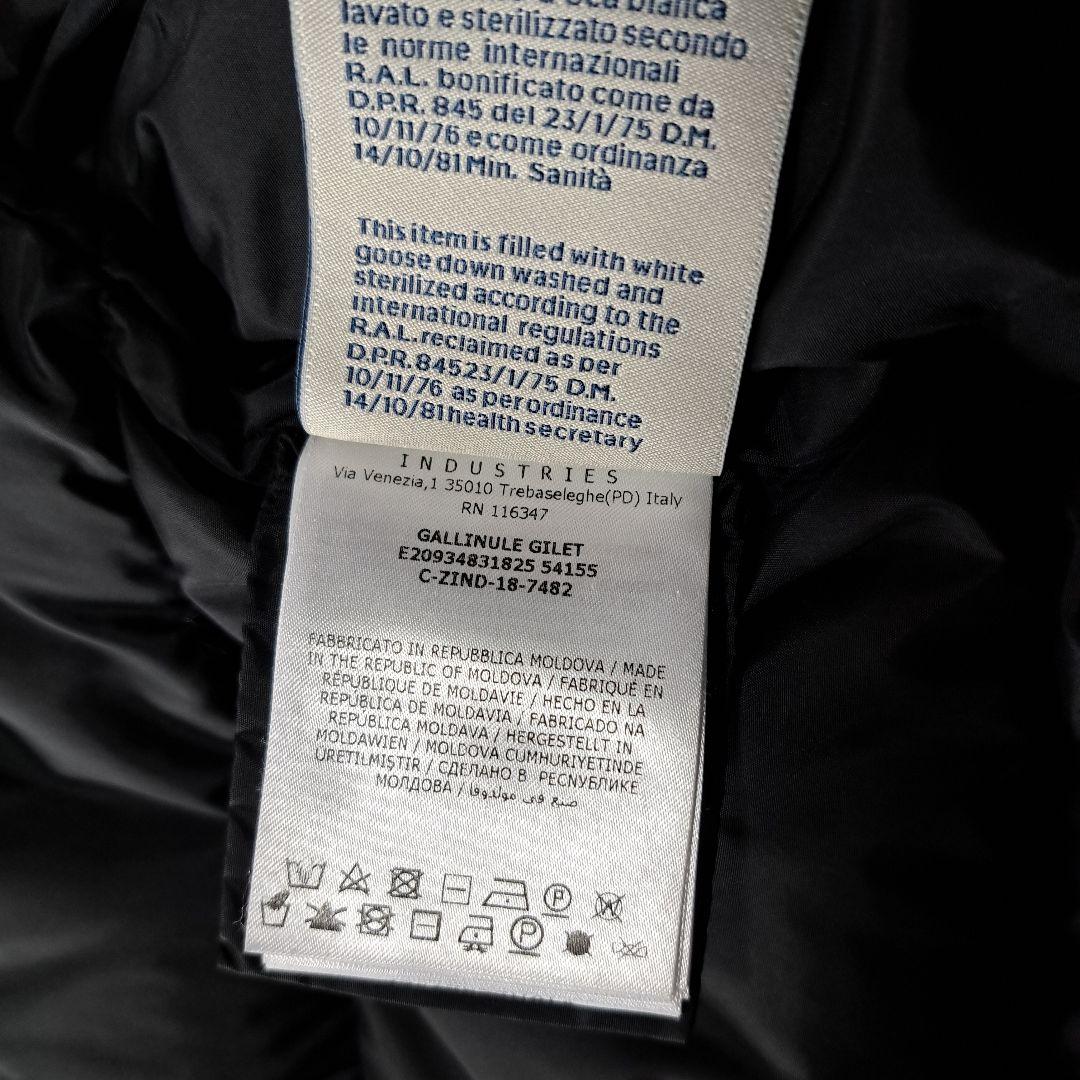 bianca
lavato e sterilizzato secondo
le norme internazionali
R.A.L. bonificato come da
D.P.R. 845 del 23/1/75 D.M.
10/11/76 e come ordinanza
14/10/81 Min. Sanità
This item is filled with white
goose down washed and
sterilized according to the
international regulations
R.A.L. reclaimed as per
D.P.R. 84523/1/75 D.M.
10/11/76 as per ordinance
14/10/81 health secretary
INDUSTRIES
Via Venezia,1 35010 Trebaseleghe(PD) Italy
RN 116347
GALLINULE GILET
E20934831825 54155
C-ZIND-18-7482
FABBRICATO IN REPUBBLICA MOLDOVA / MADE
IN THE REPUBLIC OF MOLDOVA / FABRIQUÉ EN
RÉPUBLIQUE DE MOLDAVIE / HECHO EN LA
REPÚBLICA DE MOLDAVIA / FABRICADO NA
REPÚBLICA MOLDAVA / HERGESTELLT IN
MOLDAWIEN / MOLDOVA CUMHURIYETINDE
ÜRETILMIŞTIR / СДЕЛАНО В РЕСПУБЛИКЕ
МОЛДОВА / صنع في مولدوفا
P
W
P